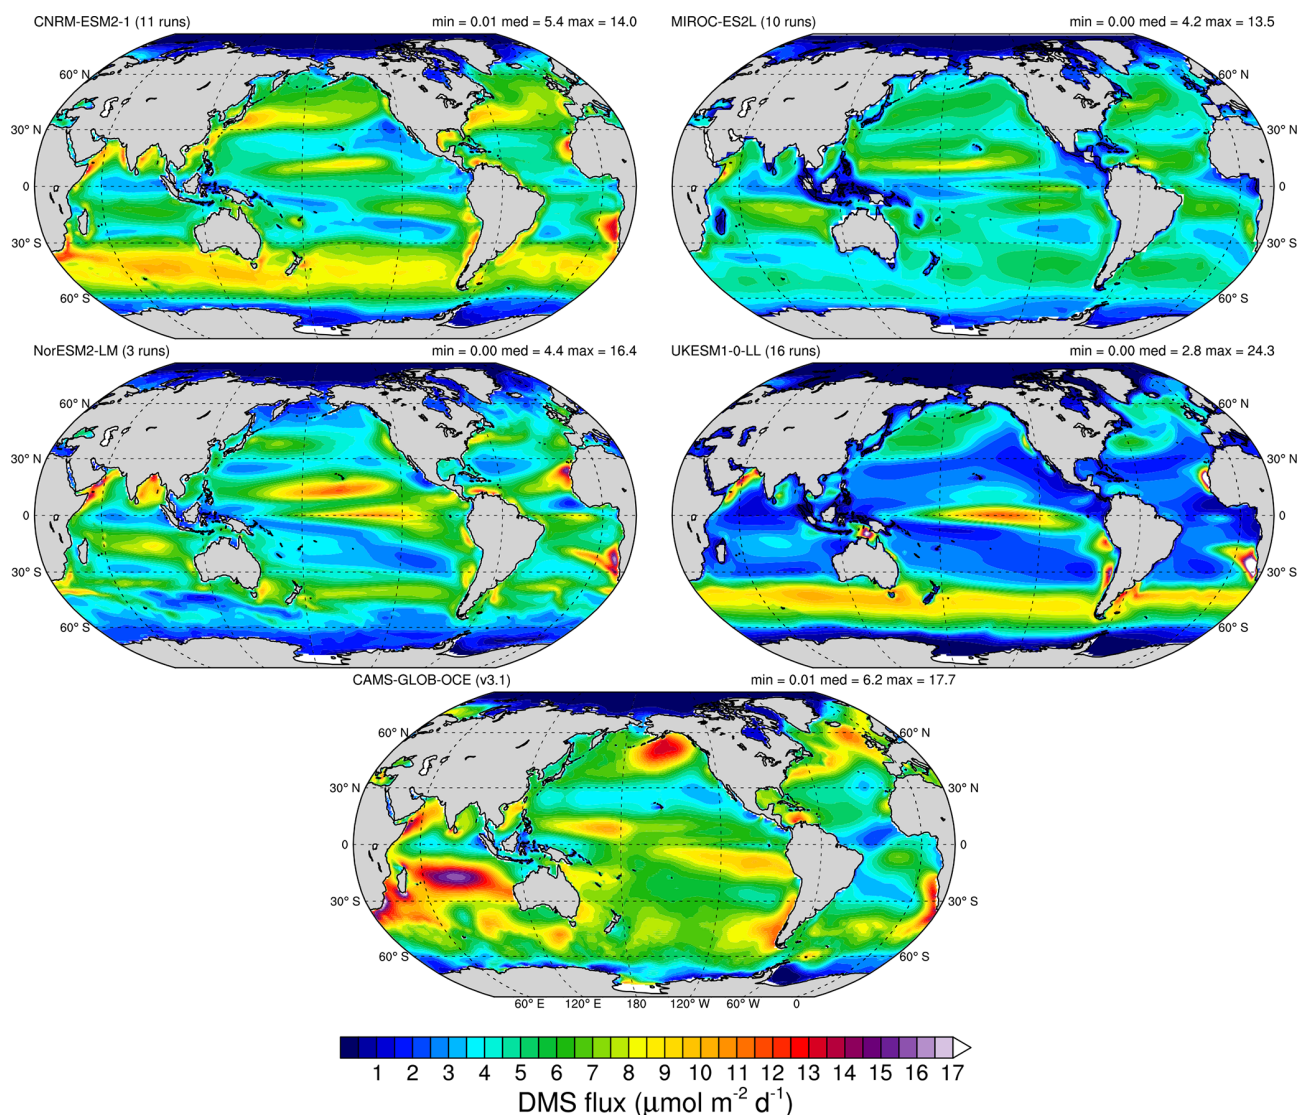 CNRM-ESM2-1 (11 runs) min = 0.01 med = 5.4 max = 14.0
MIROC-ES2L (10 runs) min = 0.00 med = 4.2 max = 13.5
60° N
60° N
30° N
30° N
0
0
30° S
30° S
60° S
60° S
NorESM2-LM (3 runs) min = 0.00 med = 4.4 max = 16.4
UKESM1-0-LL (16 runs) min = 0.00 med = 2.8 max = 24.3
60° N
60° N
30° N
30° N
0
0
30° S
30° S
60° S
60° S
CAMS-GLOB-OCE (v3.1) min = 0.01 med = 6.2 max = 17.7
60° N
60° N
30° N
30° N
0
0
30° S
30° S
60° S
60° S
60° E 120° E 180 120° W 60° W 0
1 2 3 4 5 6 7 8 9 10 11 12 13 14 15 16 17
DMS flux (μmol m⁻² d⁻¹)